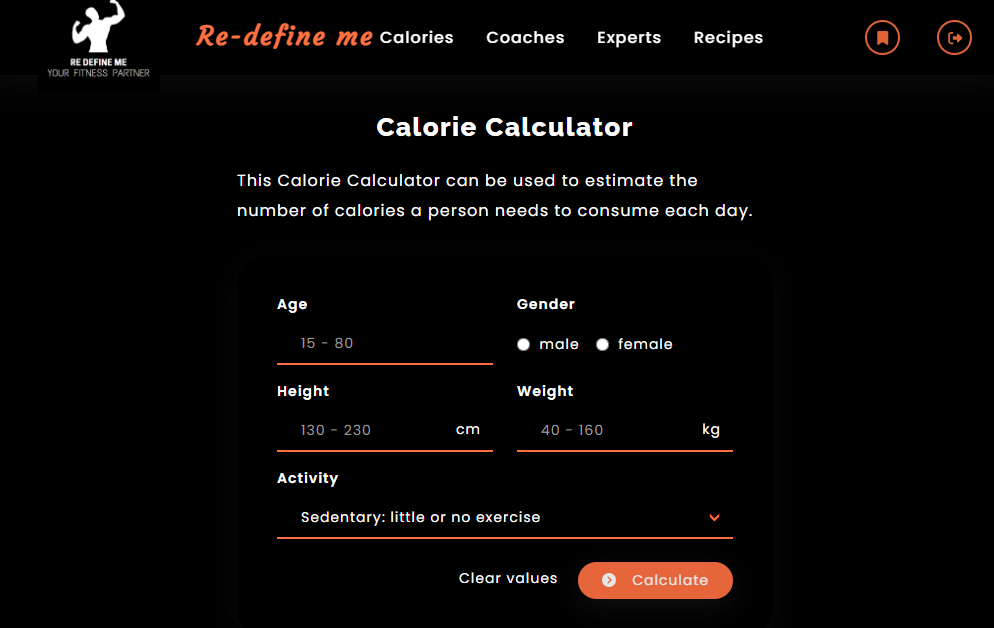 RE DEFINE ME
YOUR FITNESS PARTNER
Re-define me Calories Coaches Experts Recipes
Calorie Calculator
This Calorie Calculator can be used to estimate the
number of calories a person needs to consume each day.
Age Gender
15 - 80 male female
Height Weight
130 - 230 cm 40 - 160 kg
Activity
Sedentary: little or no exercise
Clear values Calculate